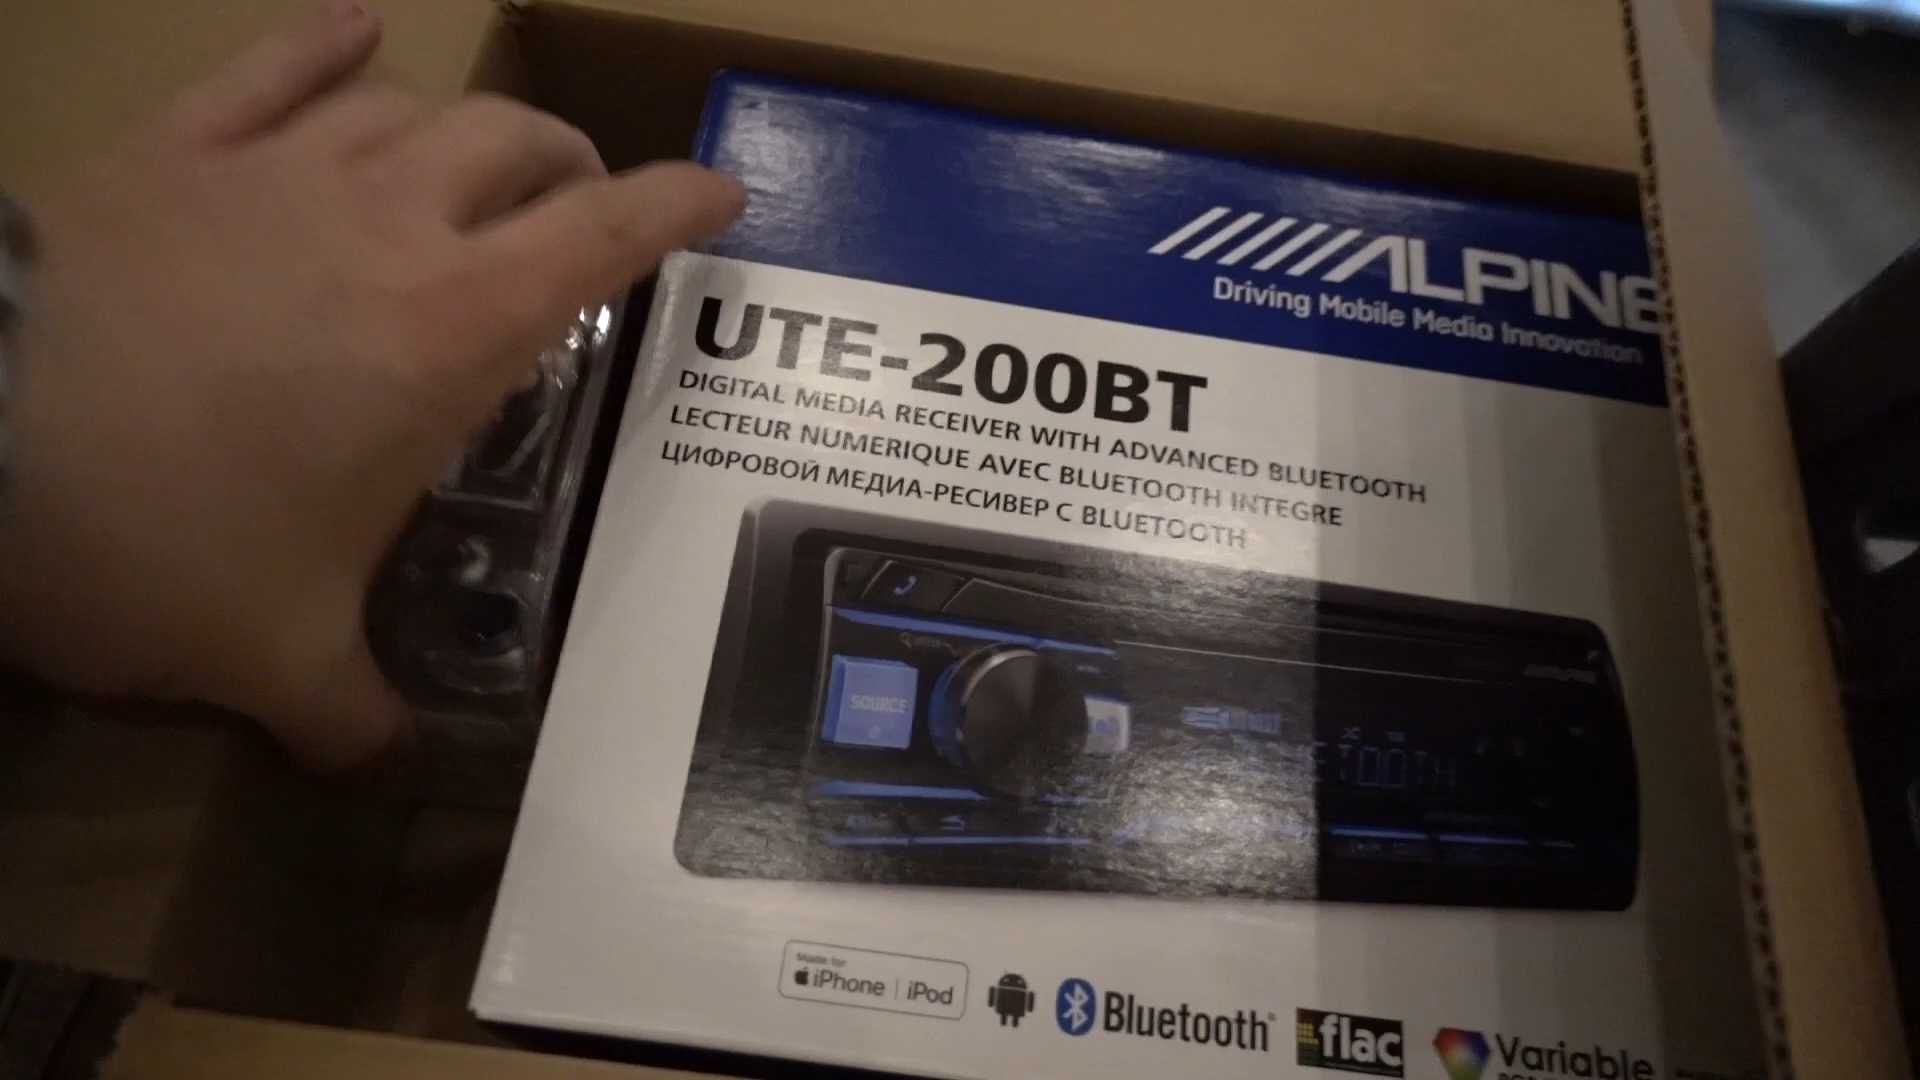 ALPINE
Driving Mobile Media Innovation
UTE-200BT
DIGITAL MEDIA RECEIVER WITH ADVANCED BLUETOOTH
LECTEUR NUMERIQUE AVEC BLUETOOTH INTEGRE
ЦИФРОВОЙ МЕДИА-РЕСИВЕР С BLUETOOTH
SOURCE
ETOOTH
Made for
iPhone | iPod
Bluetooth
flac
Variable